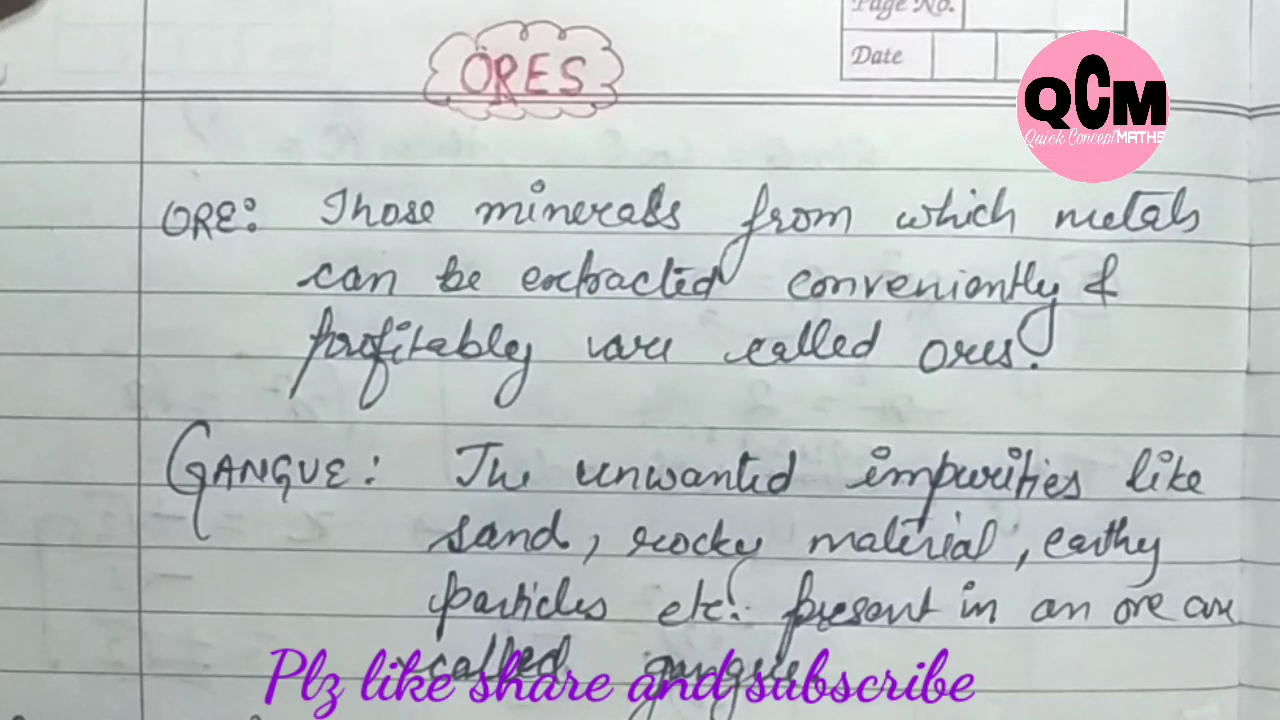 Page No.
Date
ORES
QCM
Quick Concept MATHS
ORE: Those minerals from which metals
can be extracted conveniently &
profitably are called ores.
GANGUE: The unwanted impurities like
sand, rocky material, earthy
particles etc. present in an ore are
called gangue
Plz like share and subscribe